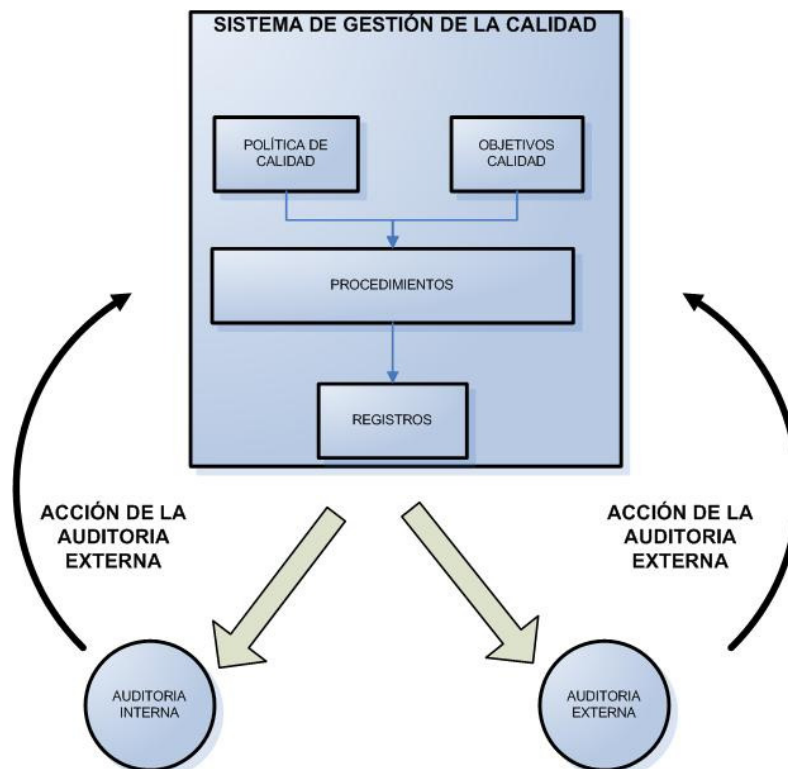 SISTEMA DE GESTIÓN DE LA CALIDAD
POLÍTICA DE
CALIDAD
OBJETIVOS
CALIDAD
PROCEDIMIENTOS
REGISTROS
ACCIÓN DE LA
AUDITORIA
EXTERNA
ACCIÓN DE LA
AUDITORIA
EXTERNA
AUDITORIA
INTERNA
AUDITORIA
EXTERNA